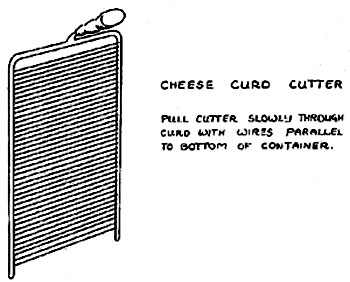 CHEESE CURD CUTTER
PULL CUTTER SLOWLY THROUGH
CURD WITH WIRES PARALLEL
TO BOTTOM OF CONTAINER.